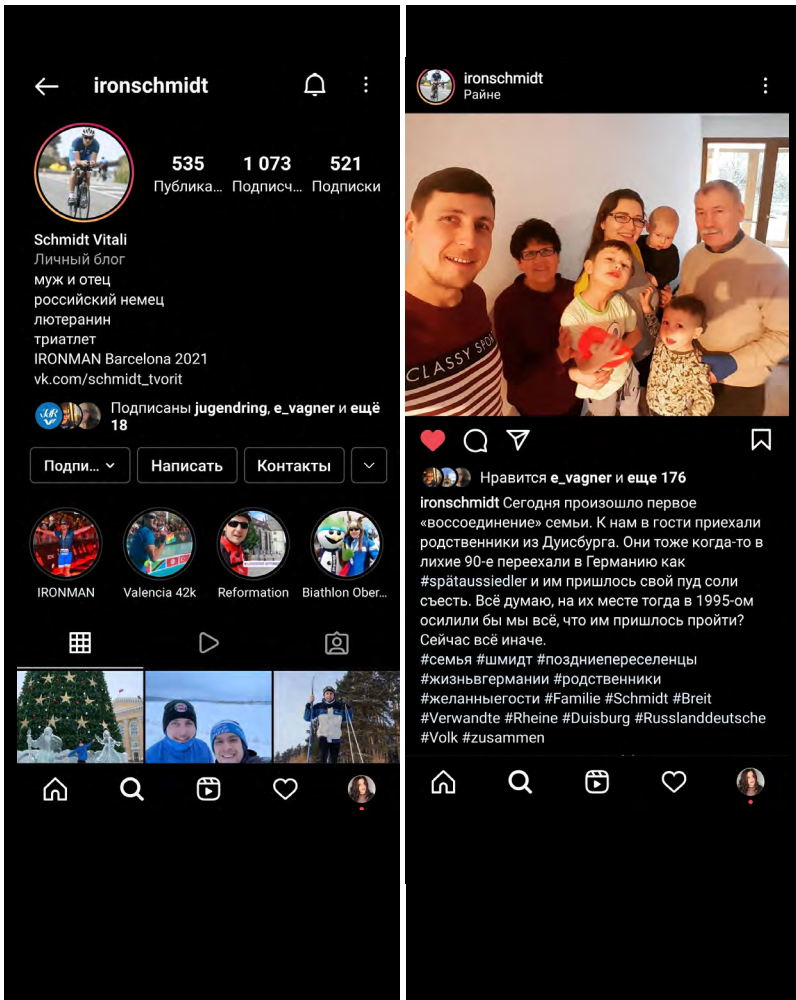 ironschmidt
535 1 073 521
Публика... Подписч... Подписки
Schmidt Vitali
Личный блог
муж и отец
российский немец
лютеранин
триатлет
IRONMAN Barcelona 2021
vk.com/schmidt_tvorit
Подписаны jugendring, e_vagner и ещё
18
Подпи... Написать Контакты
IRONMAN Valencia 42k Reformation Biathlon Ober...
ironschmidt
Райне
CLASSY SPO
Нравится e_vagner и еще 176
ironschmidt Сегодня произошло первое
«воссоединение» семьи. К нам в гости приехали
родственники из Дуисбурга. Они тоже когда-то в
лихие 90-е переехали в Германию как
#spätaussiedler и им пришлось свой пуд соли
съесть. Всё думаю, на их месте тогда в 1995-ом
осилили бы мы всё, что им пришлось пройти?
Сейчас всё иначе.
#семья #шмидт #поздниепереселенцы
#жизньвгермании #родственники
#желанныегости #Familie #Schmidt #Breit
#Verwandte #Rheine #Duisburg #Russlanddeutsche
#Volk #zusammen